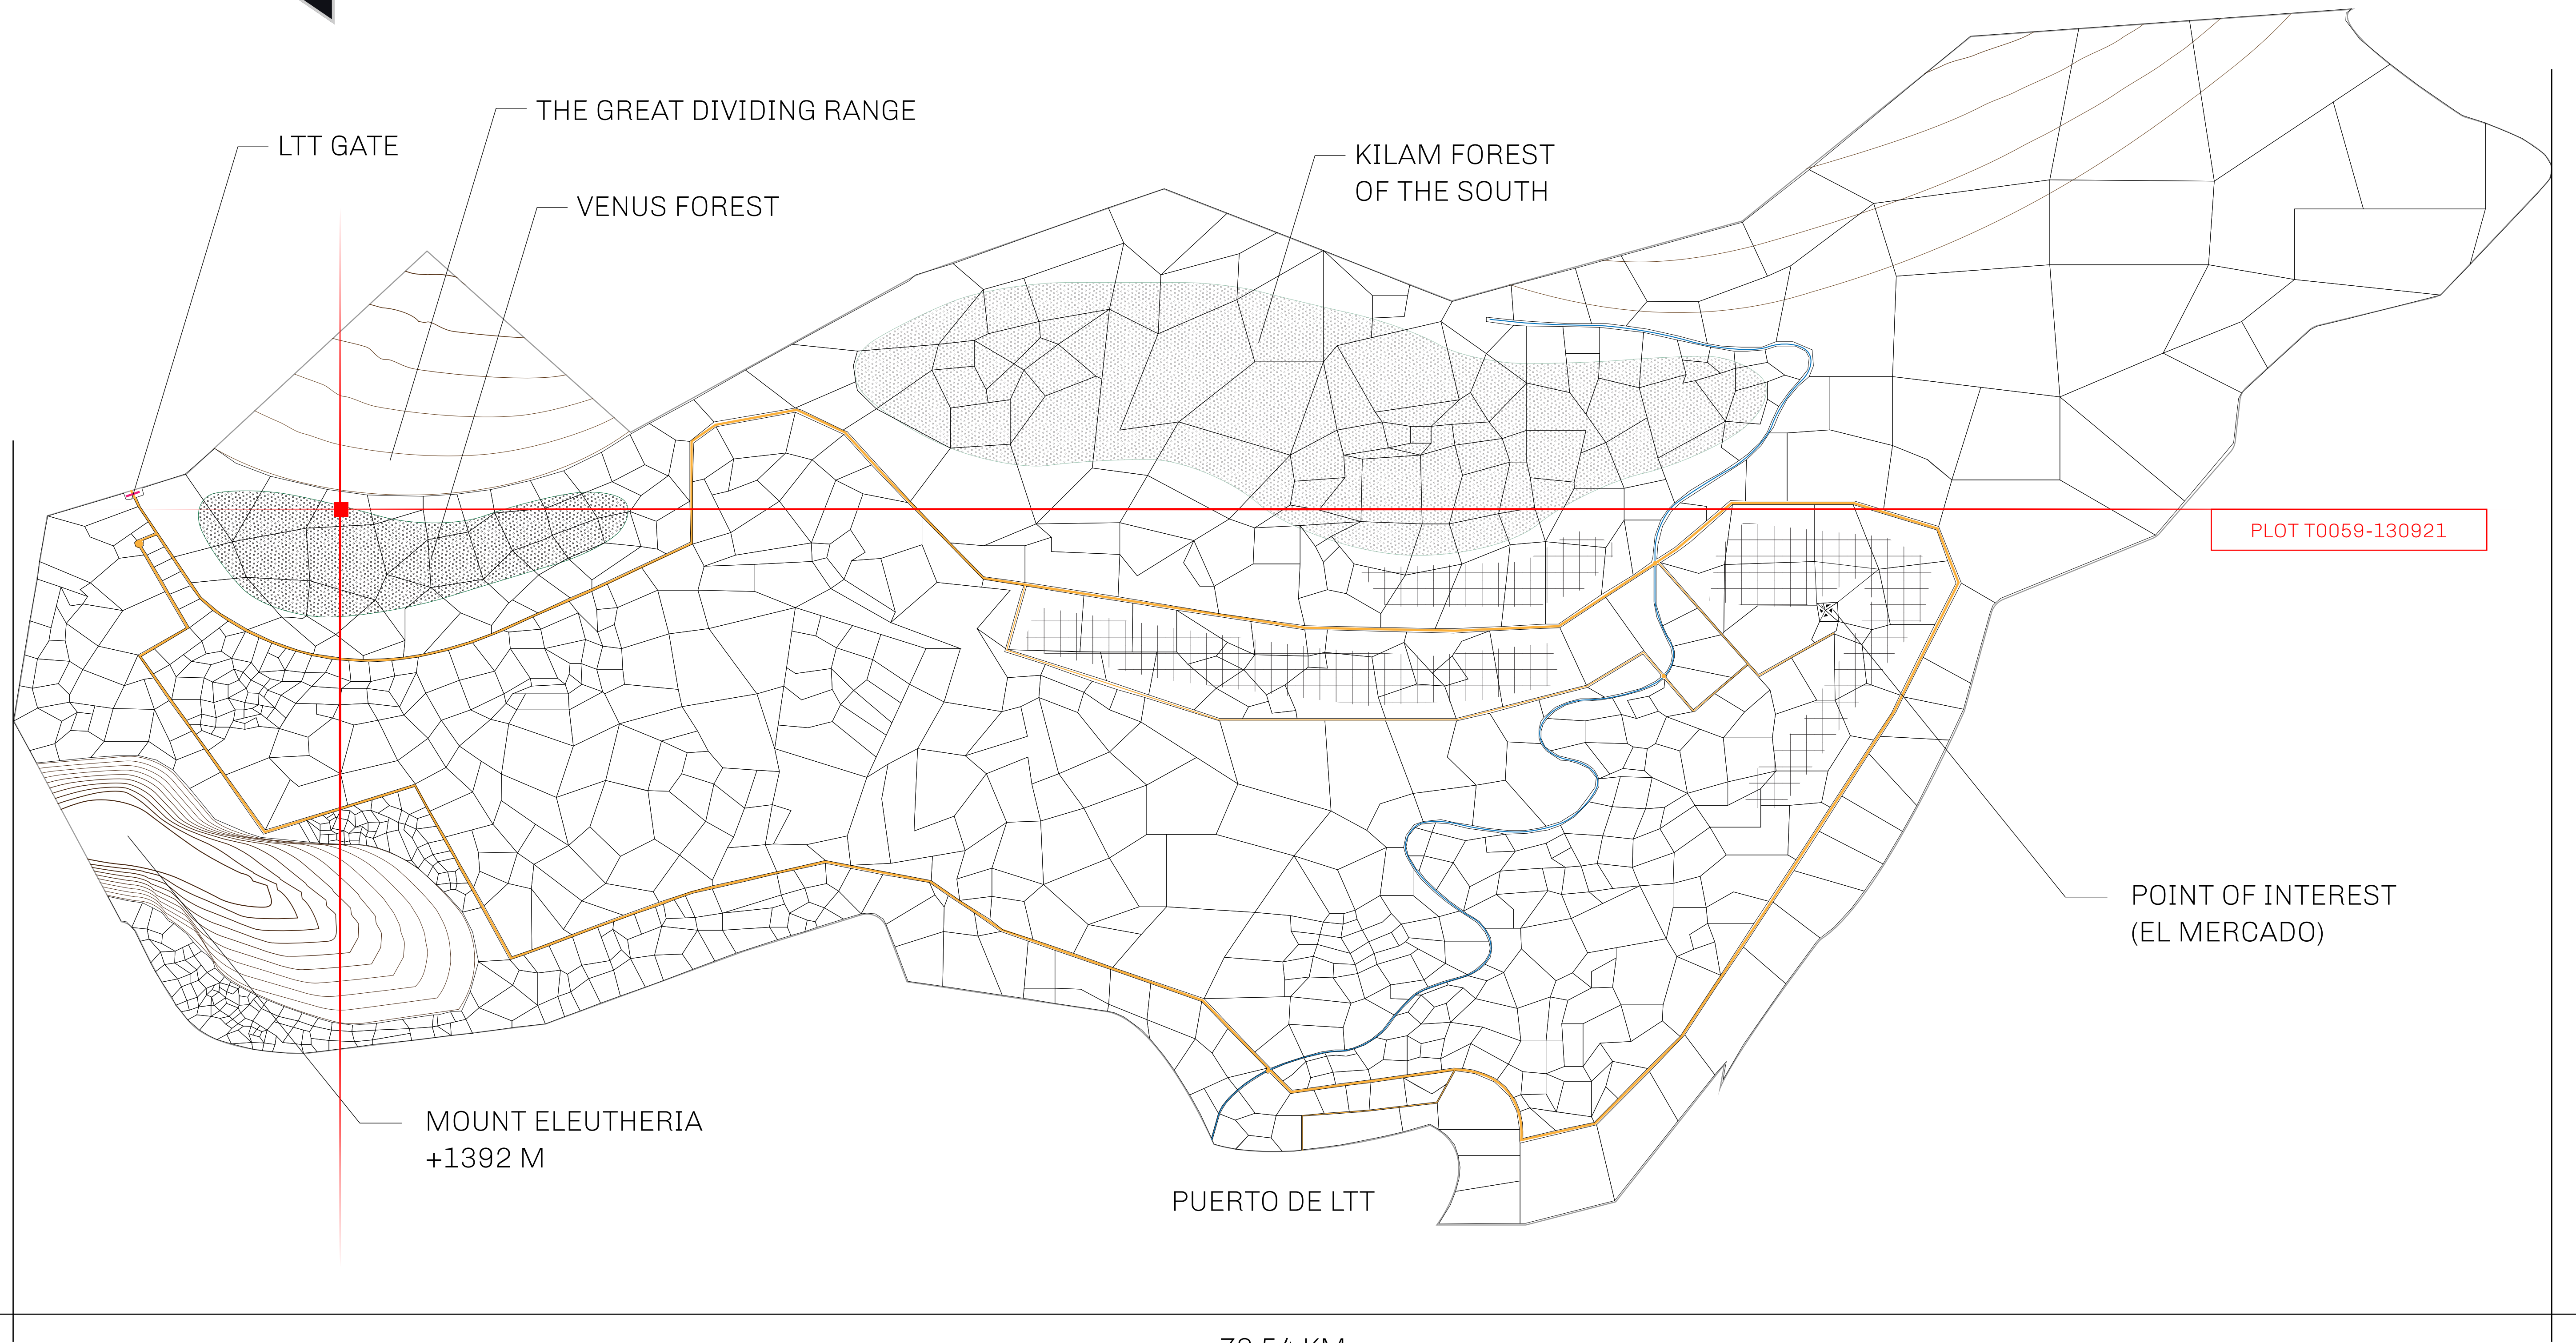 THE GREAT DIVIDING RANGE
LTT GATE
KILAM FOREST
OF THE SOUTH
VENUS FOREST
PLOT T0059-130921
POINT OF INTEREST
(EL MERCADO)
MOUNT ELEUTHERIA
+1392 M
PUERTO DE LTT
KM